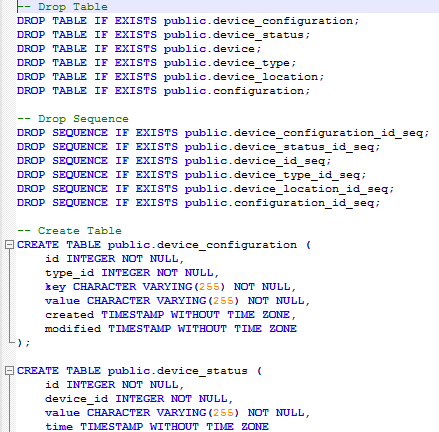 -- Drop Table
DROP TABLE IF EXISTS public.device_configuration;
DROP TABLE IF EXISTS public.device_status;
DROP TABLE IF EXISTS public.device;
DROP TABLE IF EXISTS public.device_type;
DROP TABLE IF EXISTS public.device_location;
DROP TABLE IF EXISTS public.configuration;

-- Drop Sequence
DROP SEQUENCE IF EXISTS public.device_configuration_id_seq;
DROP SEQUENCE IF EXISTS public.device_status_id_seq;
DROP SEQUENCE IF EXISTS public.device_id_seq;
DROP SEQUENCE IF EXISTS public.device_type_id_seq;
DROP SEQUENCE IF EXISTS public.device_location_id_seq;
DROP SEQUENCE IF EXISTS public.configuration_id_seq;

-- Create Table
CREATE TABLE public.device_configuration (
    id INTEGER NOT NULL,
    type_id INTEGER NOT NULL,
    key CHARACTER VARYING(255) NOT NULL,
    value CHARACTER VARYING(255) NOT NULL,
    created TIMESTAMP WITHOUT TIME ZONE,
    modified TIMESTAMP WITHOUT TIME ZONE
);

CREATE TABLE public.device_status (
    id INTEGER NOT NULL,
    device_id INTEGER NOT NULL,
    value CHARACTER VARYING(255) NOT NULL,
    time TIMESTAMP WITHOUT TIME ZONE